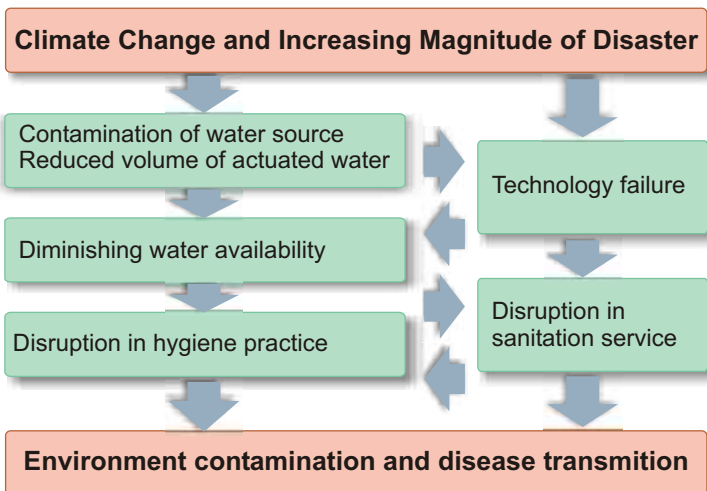 Climate Change and Increasing Magnitude of Disaster
Contamination of water source
Reduced volume of actuated water
Technology failure
Diminishing water availability
Disruption in hygiene practice
Disruption in
sanitation service
Environment contamination and disease transmition